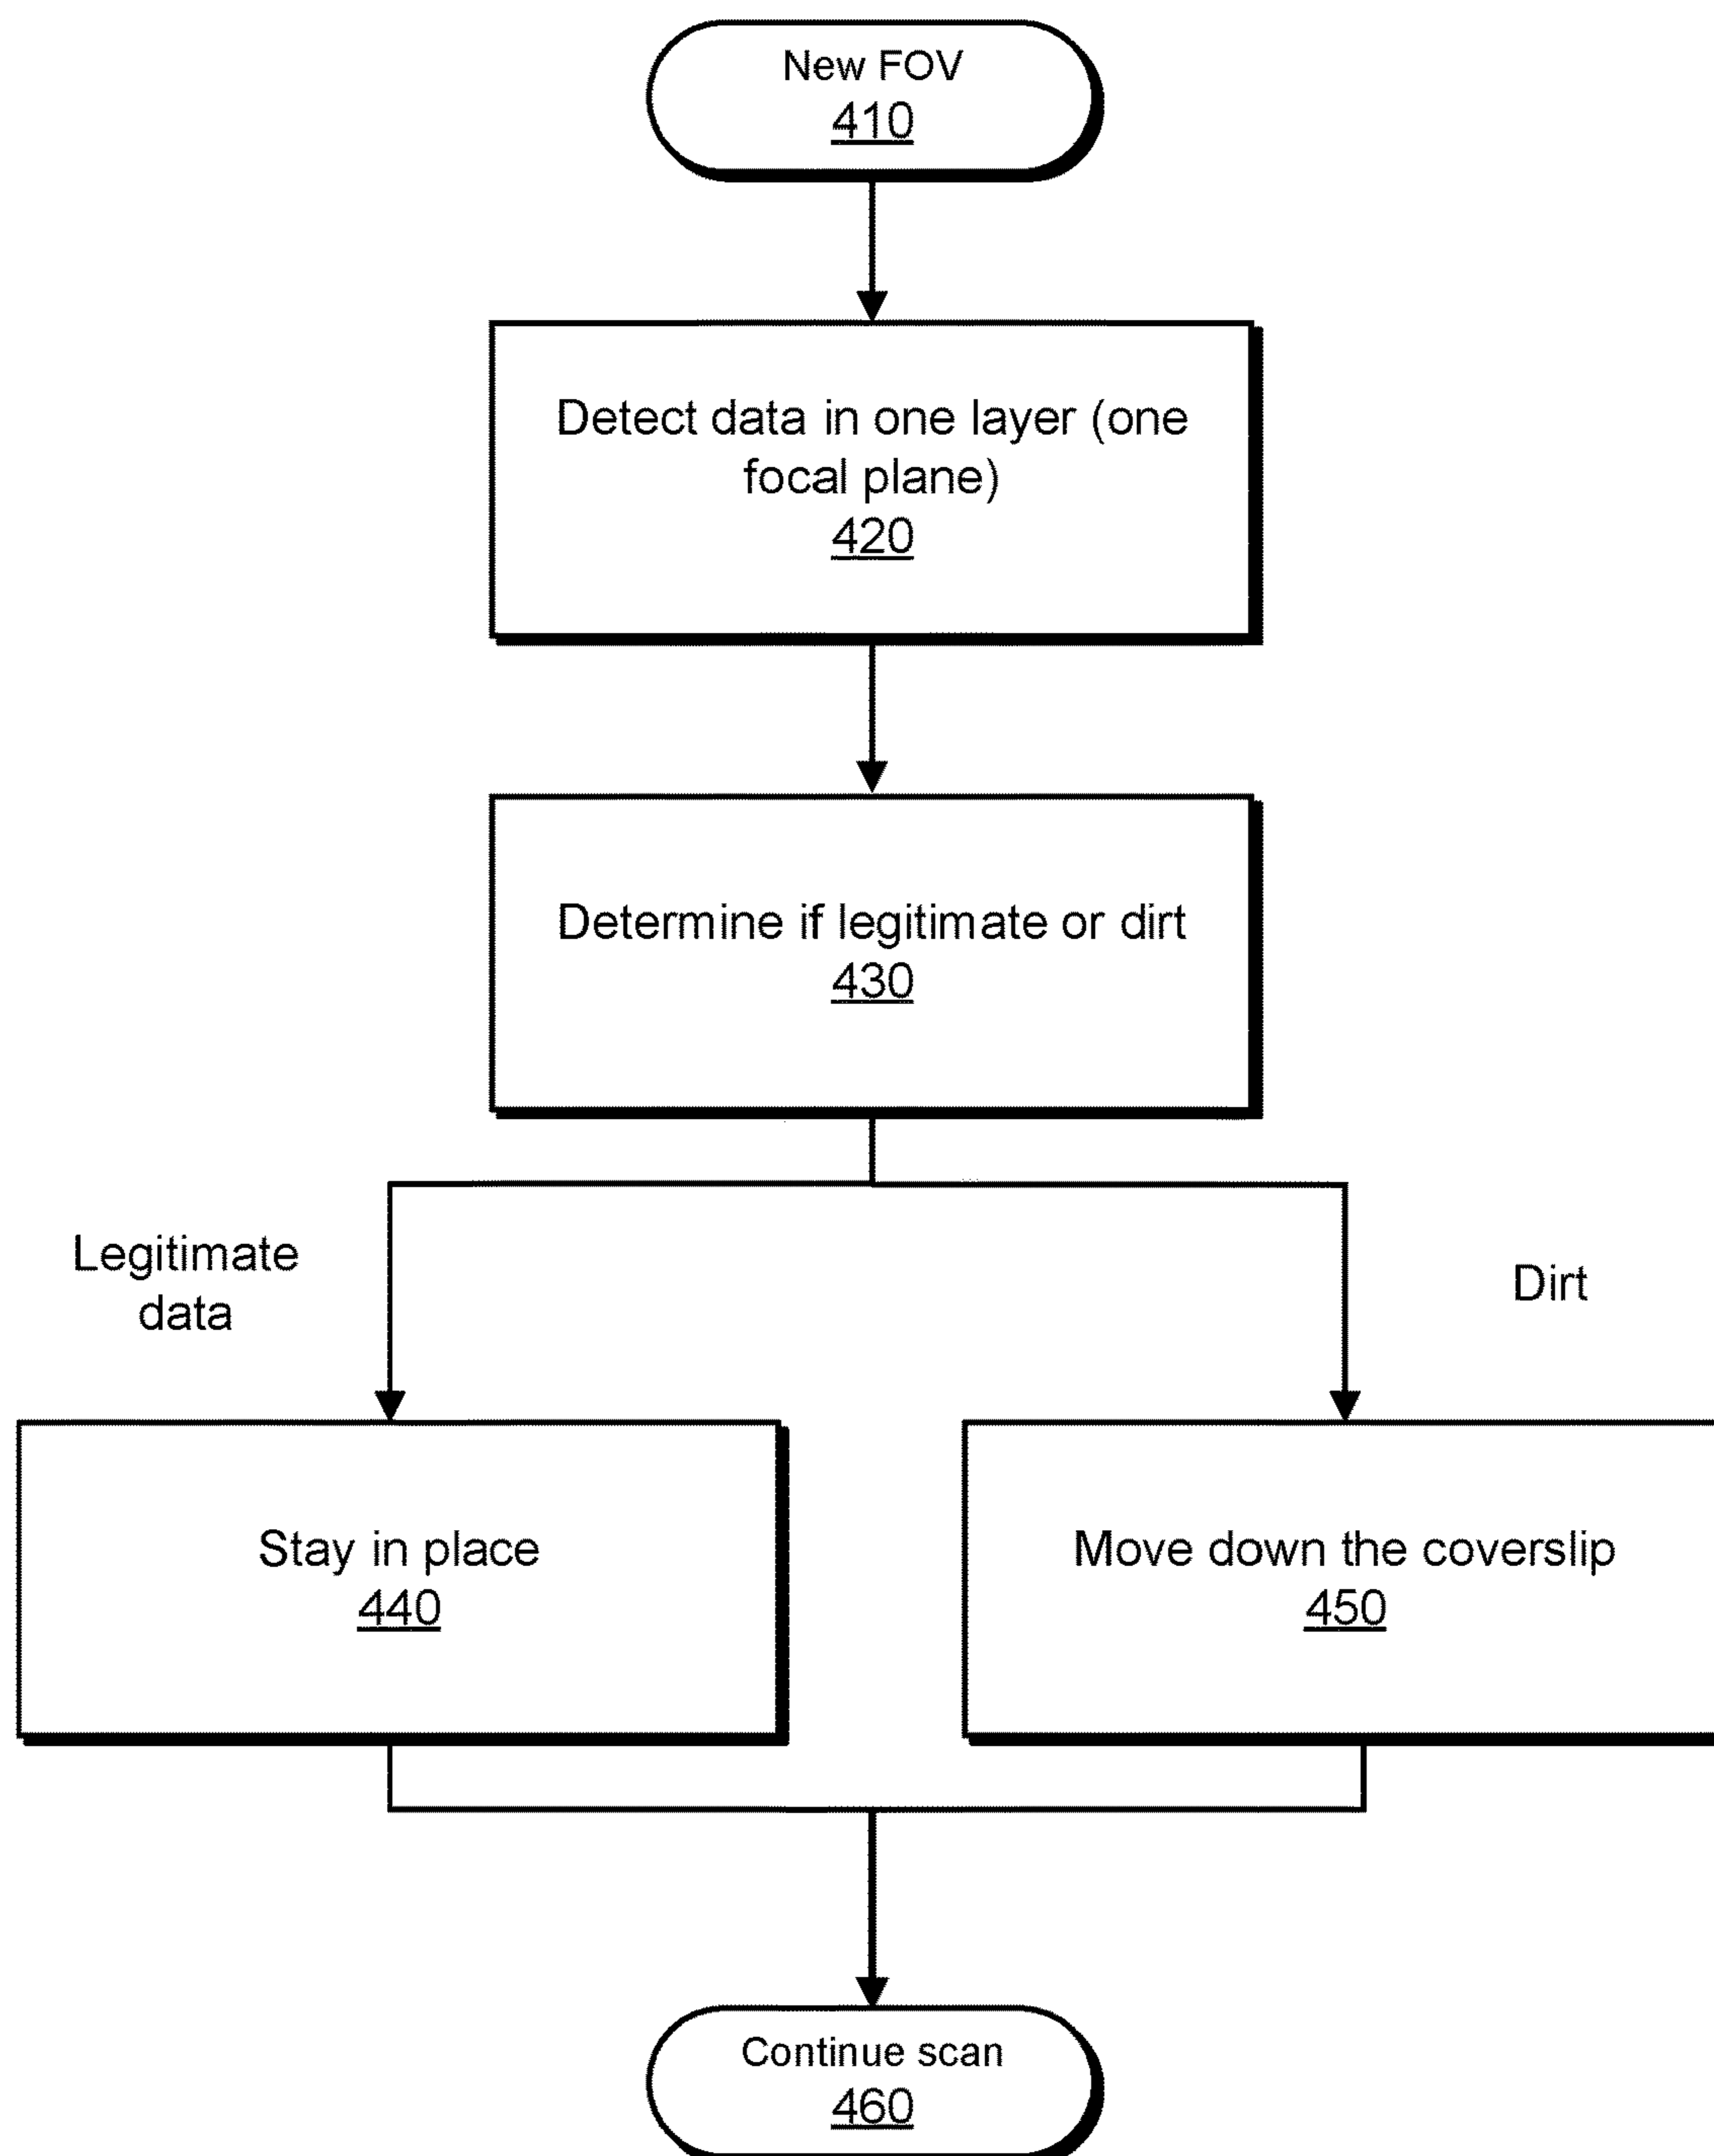 New FOV
410
Detect data in one layer (one
focal plane)
420
Determine if legitimate or dirt
430
Legitimate
data
Dirt
Stay in place
440
Move down the coverslip
450
Continue scan
460